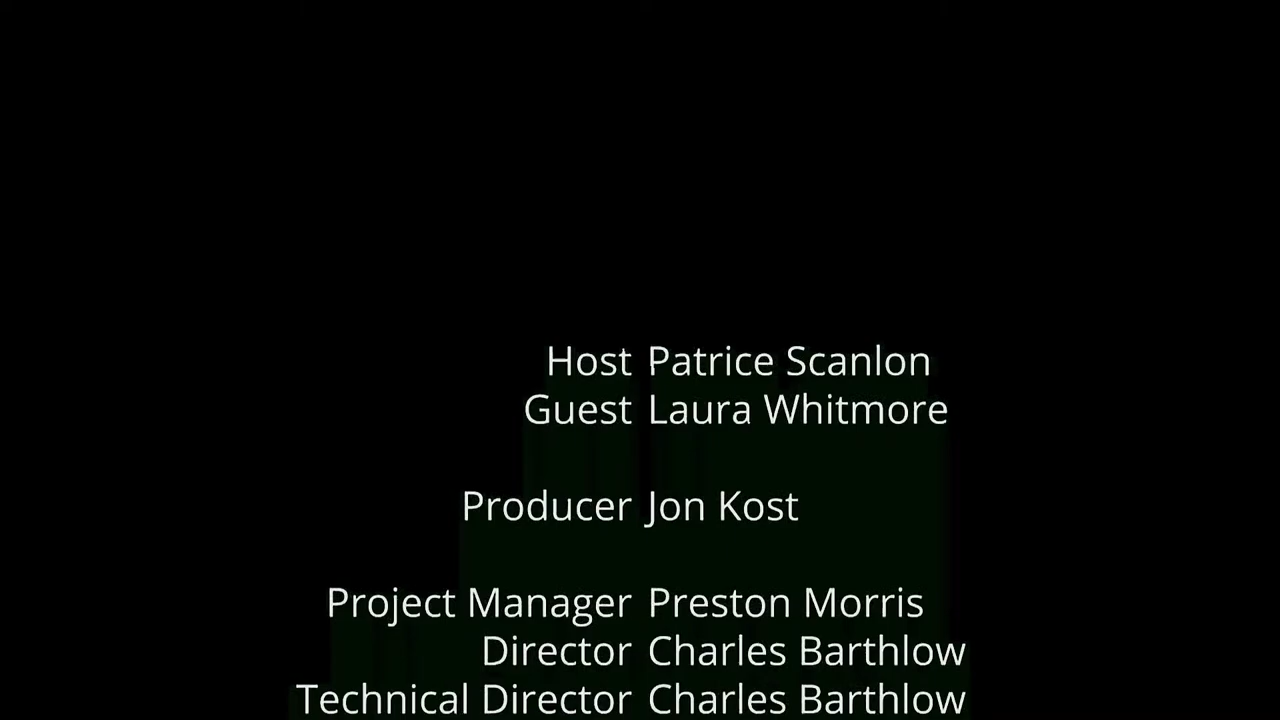 Host Patrice Scanlon
Guest Laura Whitmore
Producer Jon Kost
Project Manager Preston Morris
Director Charles Barthlow
Technical Director Charles Barthlow